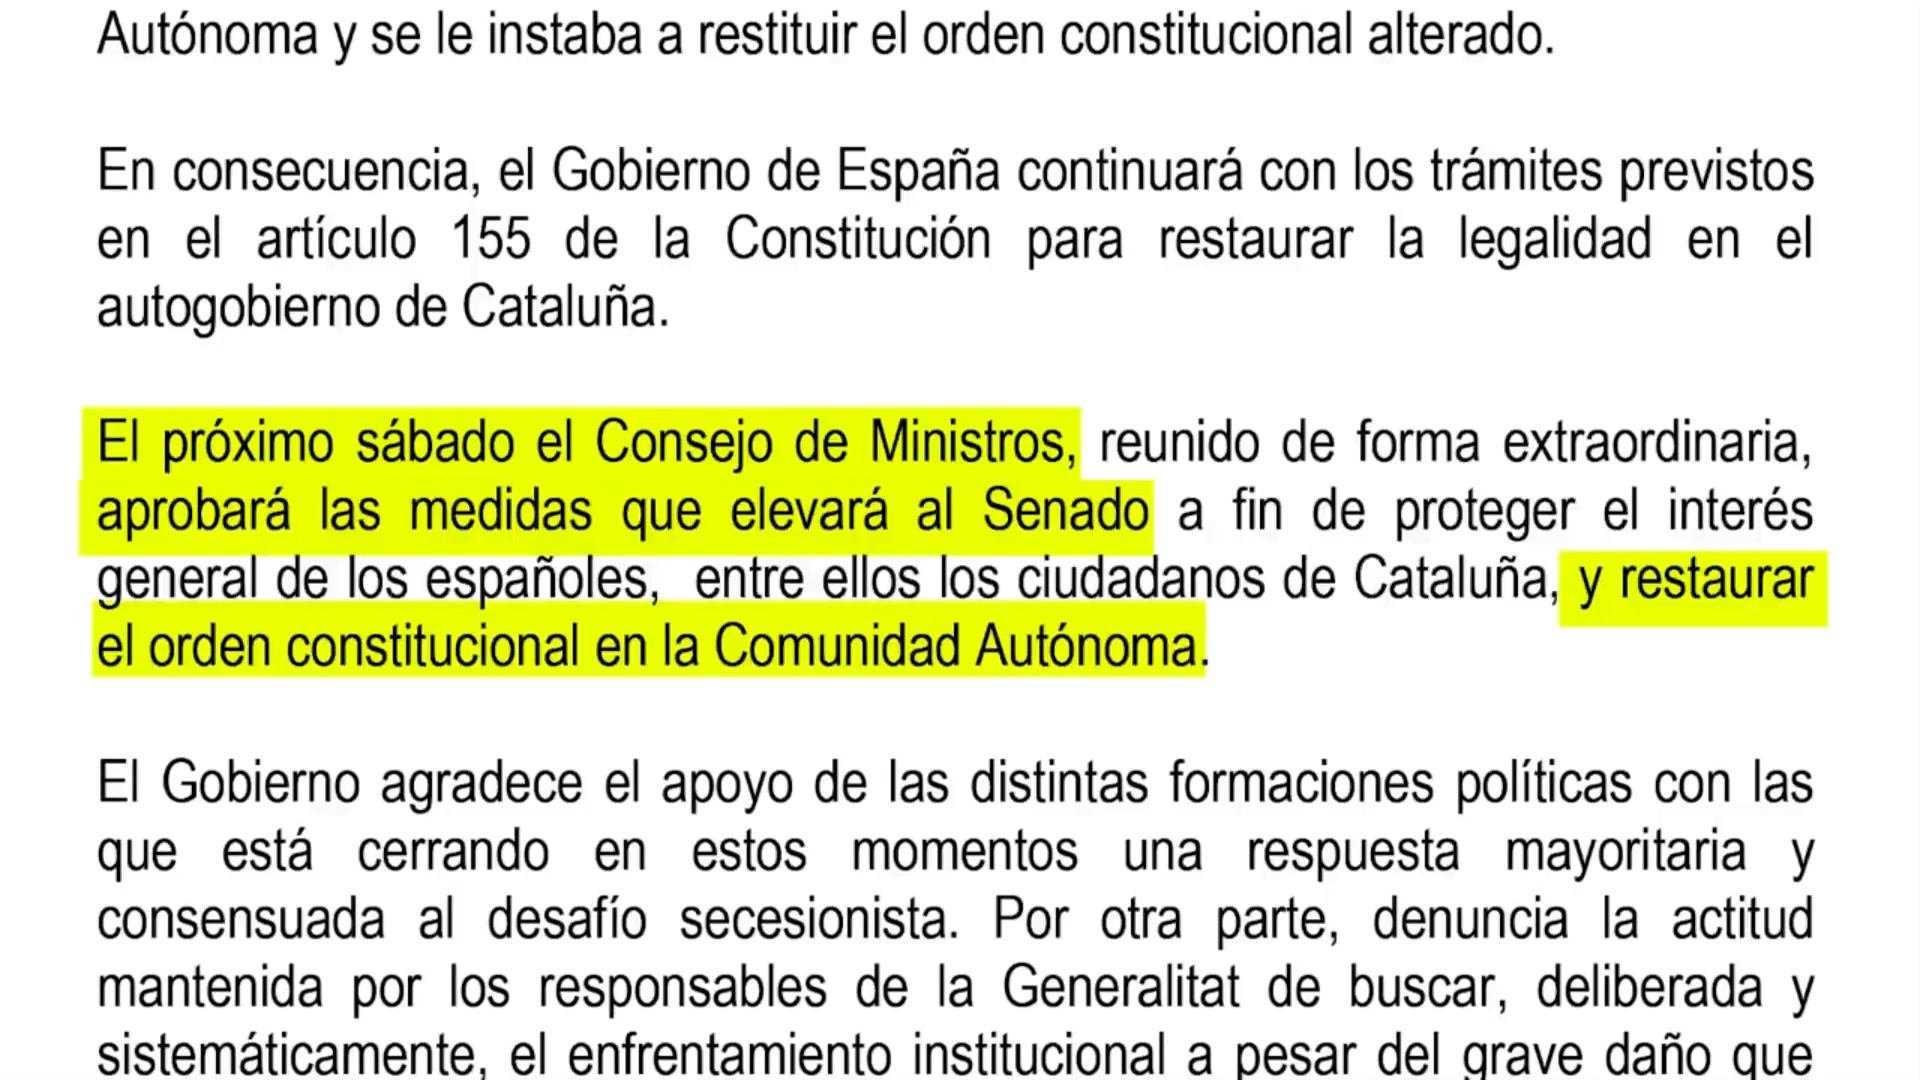 Autónoma y se le instaba a restituir el orden constitucional alterado.
En consecuencia, el Gobierno de España continuará con los trámites previstos
en el artículo 155 de la Constitución para restaurar la legalidad en el
autogobierno de Cataluña.
El próximo sábado el Consejo de Ministros, reunido de forma extraordinaria,
aprobará las medidas que elevará al Senado a fin de proteger el interés
general de los españoles, entre ellos los ciudadanos de Cataluña, y restaurar
el orden constitucional en la Comunidad Autónoma.
El Gobierno agradece el apoyo de las distintas formaciones políticas con las
que está cerrando en estos momentos una respuesta mayoritaria y
consensuada al desafío secesionista. Por otra parte, denuncia la actitud
mantenida por los responsables de la Generalitat de buscar, deliberada y
sistemáticamente, el enfrentamiento institucional a pesar del grave daño que